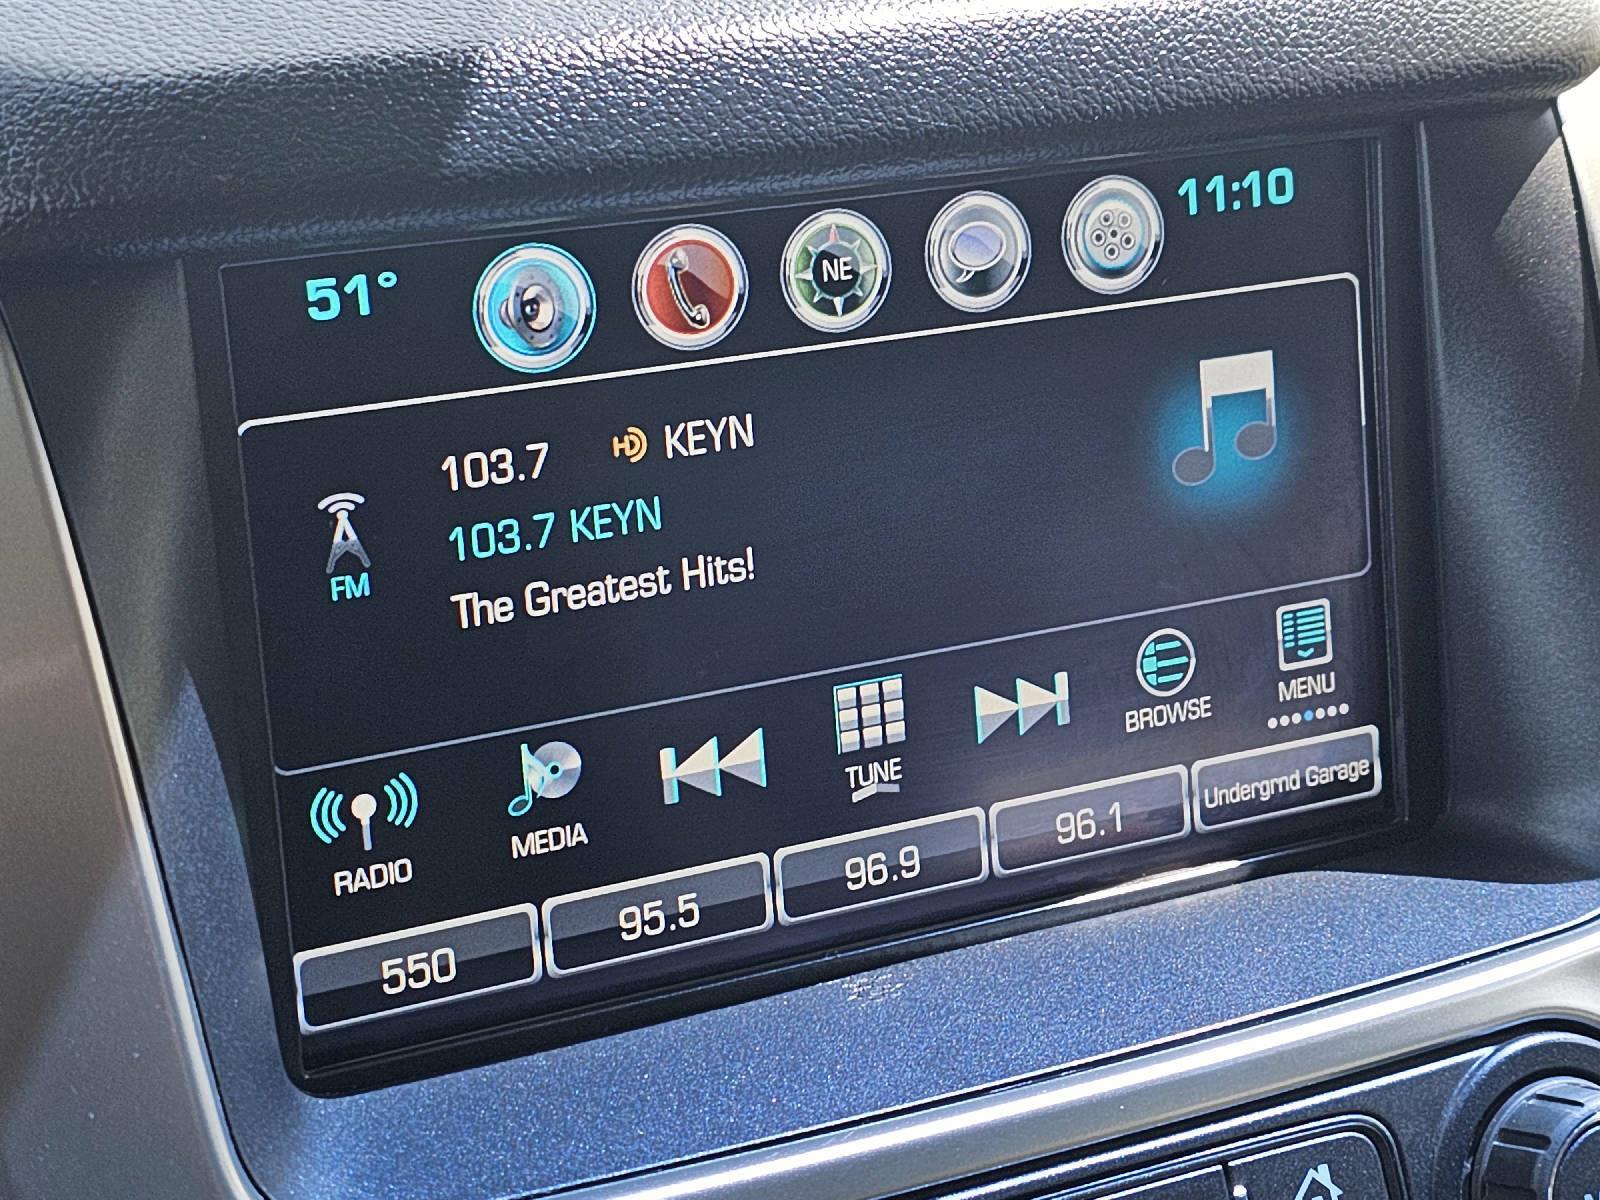 51°
NE
11:10
103.7 HD KEYN
103.7 KEYN
The Greatest Hits!
FM
RADIO
MEDIA
TUNE
BROWSE
MENU
550
95.5
96.9
96.1
Undergrnd Garage